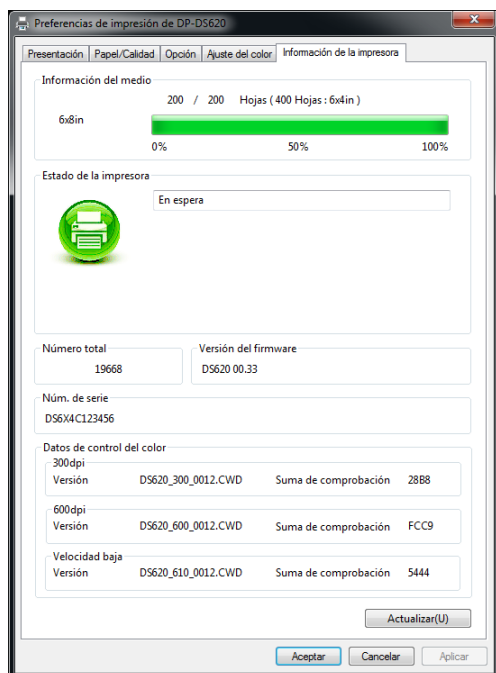 Preferencias de impresión de DP-DS620
Presentación Papel/Calidad Opción Ajuste del color Información de la impresora
Información del medio
200 / 200 Hojas ( 400 Hojas : 6x4in )
6x8in
0% 50% 100%
Estado de la impresora
En espera
Número total Versión del firmware
19668 DS620 00.33
Núm. de serie
DS6X4C123456
Datos de control del color
300dpi
Versión DS620_300_0012.CWD Suma de comprobación 28B8
600dpi
Versión DS620_600_0012.CWD Suma de comprobación FCC9
Velocidad baja
Versión DS620_610_0012.CWD Suma de comprobación 5444
Actualizar(U)
Aceptar Cancelar Aplicar